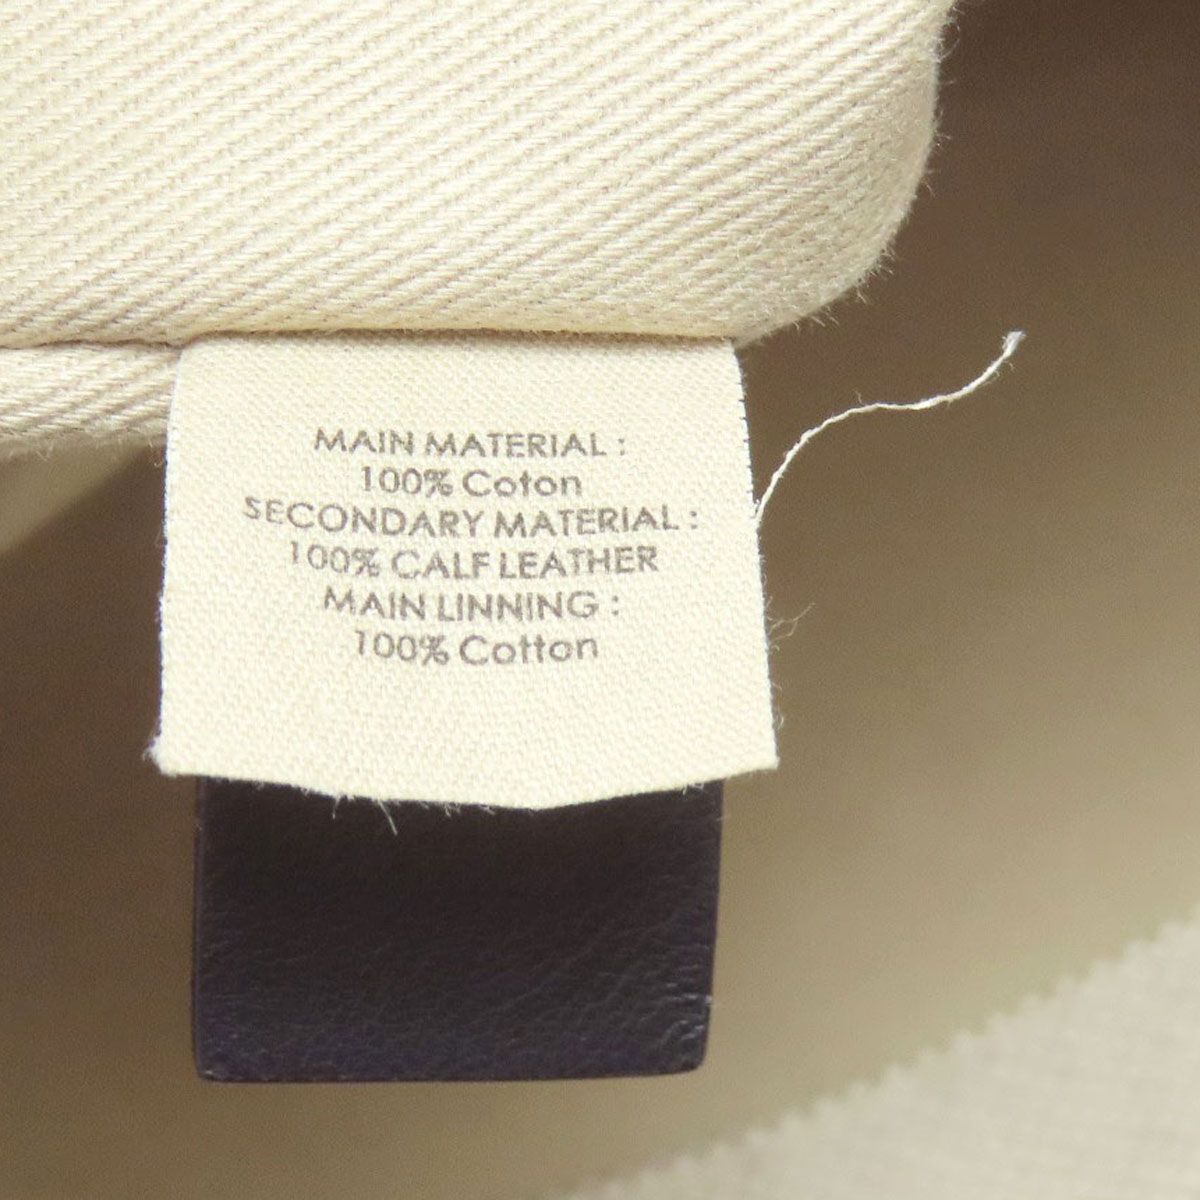 MAIN MATERIAL :
100% Coton
SECONDARY MATERIAL :
100% CALF LEATHER
MAIN LINNING :
100% Cotton